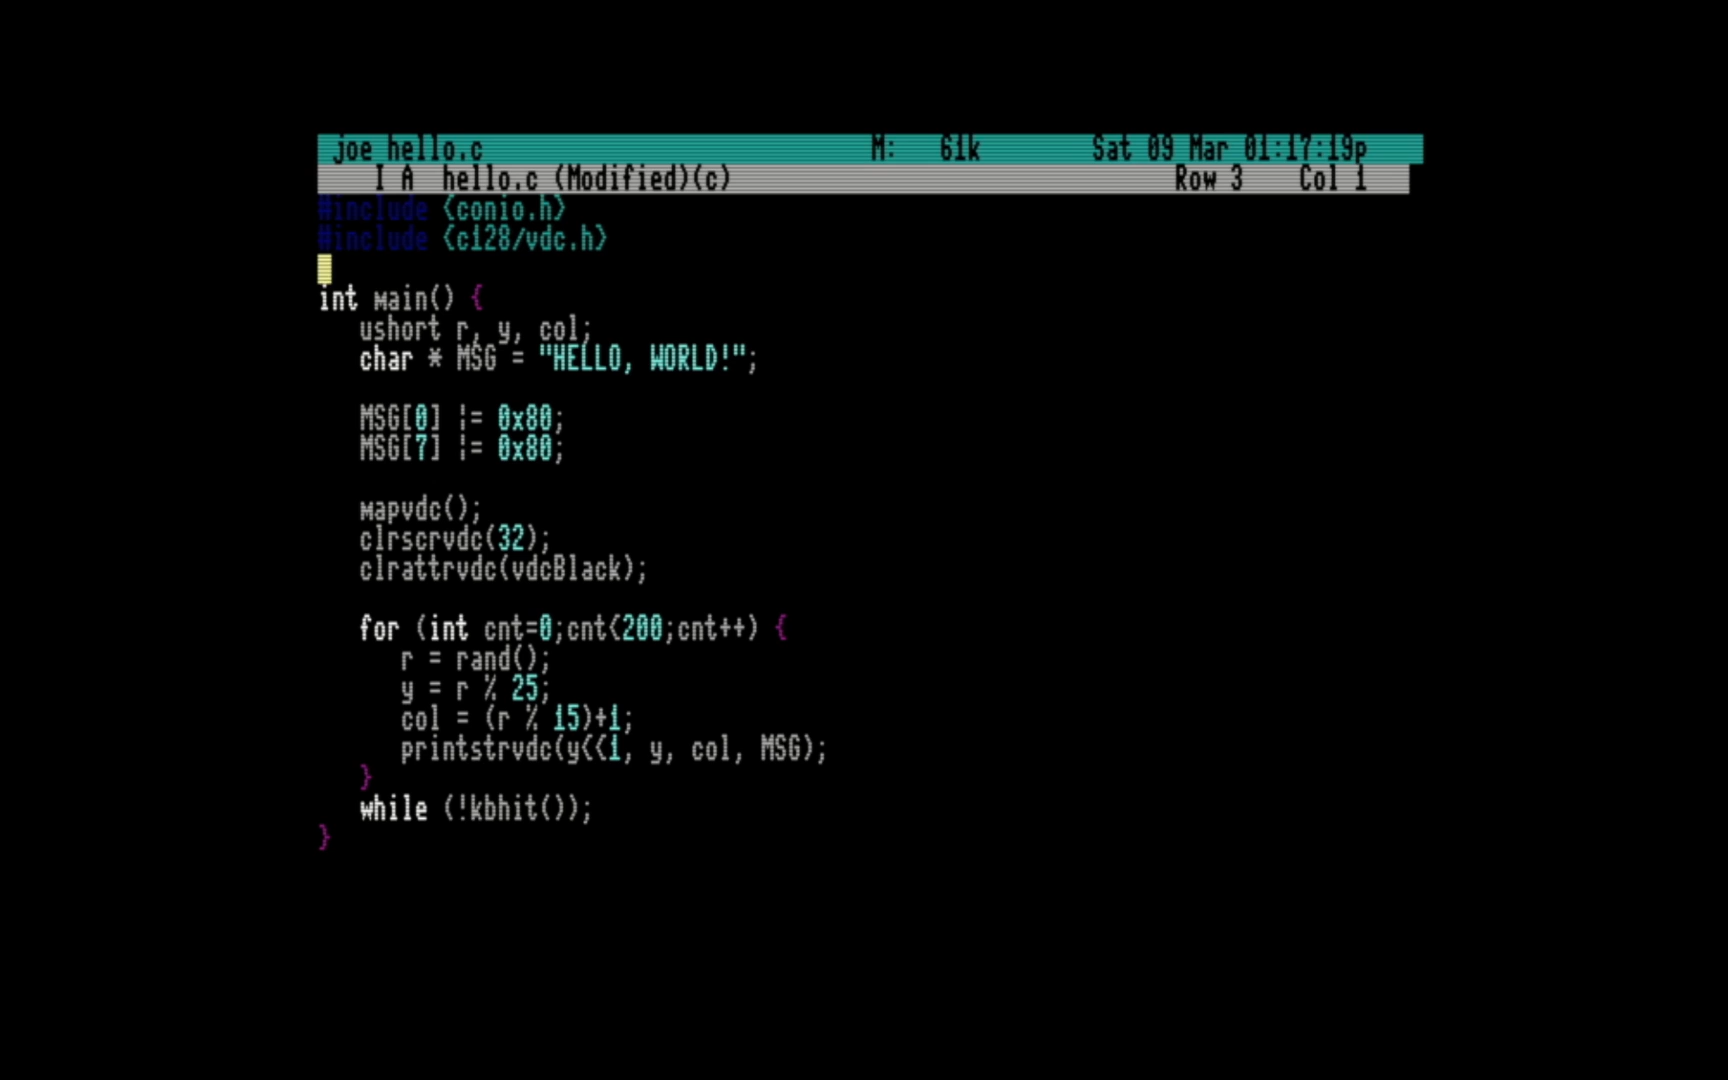 joe hello.c M: 61k Sat 09 Mar 01:17:19p
I A hello.c (Modified)(c) Row 3 Col 1
#include <conio.h>
#include <c128/vdc.h>
int main() {
ushort r, y, col;
char * MSG = "HELLO, WORLD!";
MSG[0] |= 0x80;
MSG[7] |= 0x80;
mapvdc();
clrscrvdc(32);
clrattrvdc(vdcBlack);
for (int cnt=0;cnt<200;cnt++) {
r = rand();
y = r % 25;
col = (r % 15)+1;
printstrvdc(y<<1, y, col, MSG);
}
while (!kbhit());
}